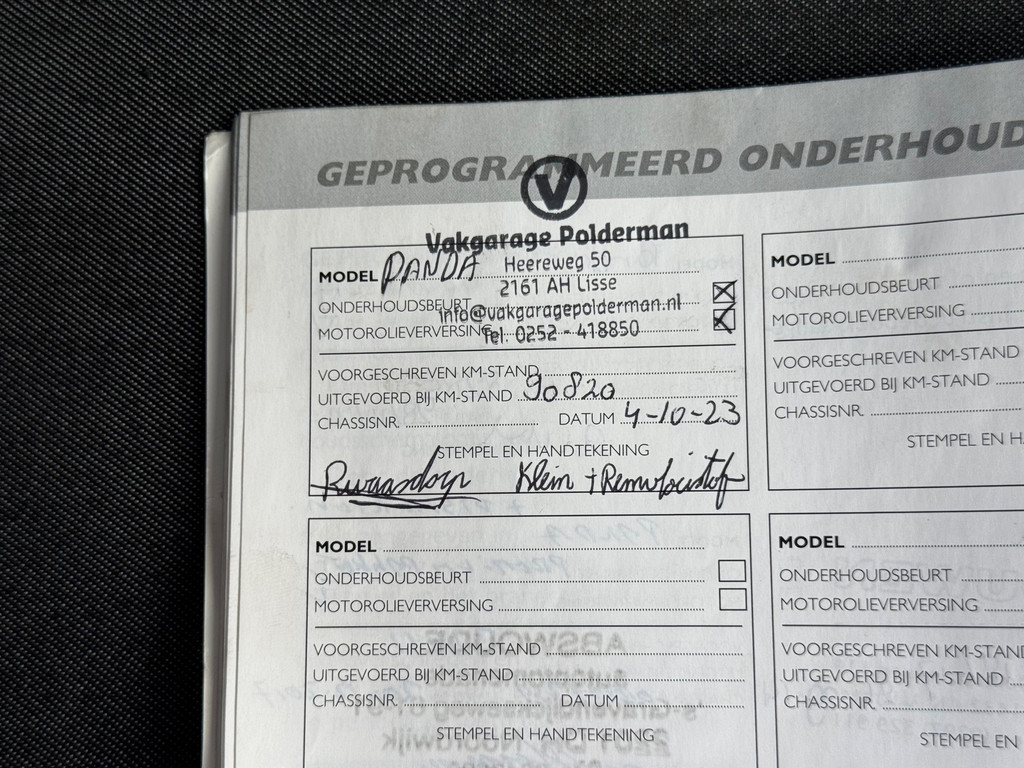 GEPROGRAMMEERD ONDERHOUD
V
Vakgarage Polderman
Heereweg 50
2161 AH Lisse
info@vakgaragepolderman.nl
Tel. 0252 - 418850
MODEL PANDA
ONDERHOUDSBEURT
MOTOROLIEVERVERSING
VOORGESCHREVEN KM-STAND
UITGEVOERD BIJ KM-STAND 90820
CHASSISNR. DATUM 4-10-23
STEMPEL EN HANDTEKENING
Klein +
MODEL
ONDERHOUDSBEURT
MOTOROLIEVERVERSING
VOORGESCHREVEN KM-STAND
UITGEVOERD BIJ KM-STAND
CHASSISNR.
STEMPEL EN H
MODEL
ONDERHOUDSBEURT
MOTOROLIEVERVERSING
VOORGESCHREVEN KM-STAND
UITGEVOERD BIJ KM-STAND
CHASSISNR. DATUM
STEMPEL EN HANDTEKENING
MODEL
ONDERHOUDSBEURT
MOTOROLIEVERVERSING
VOORGESCHREVEN KM-STAND
UITGEVOERD BIJ KM-STAND
CHASSISNR.
STEMPEL EN